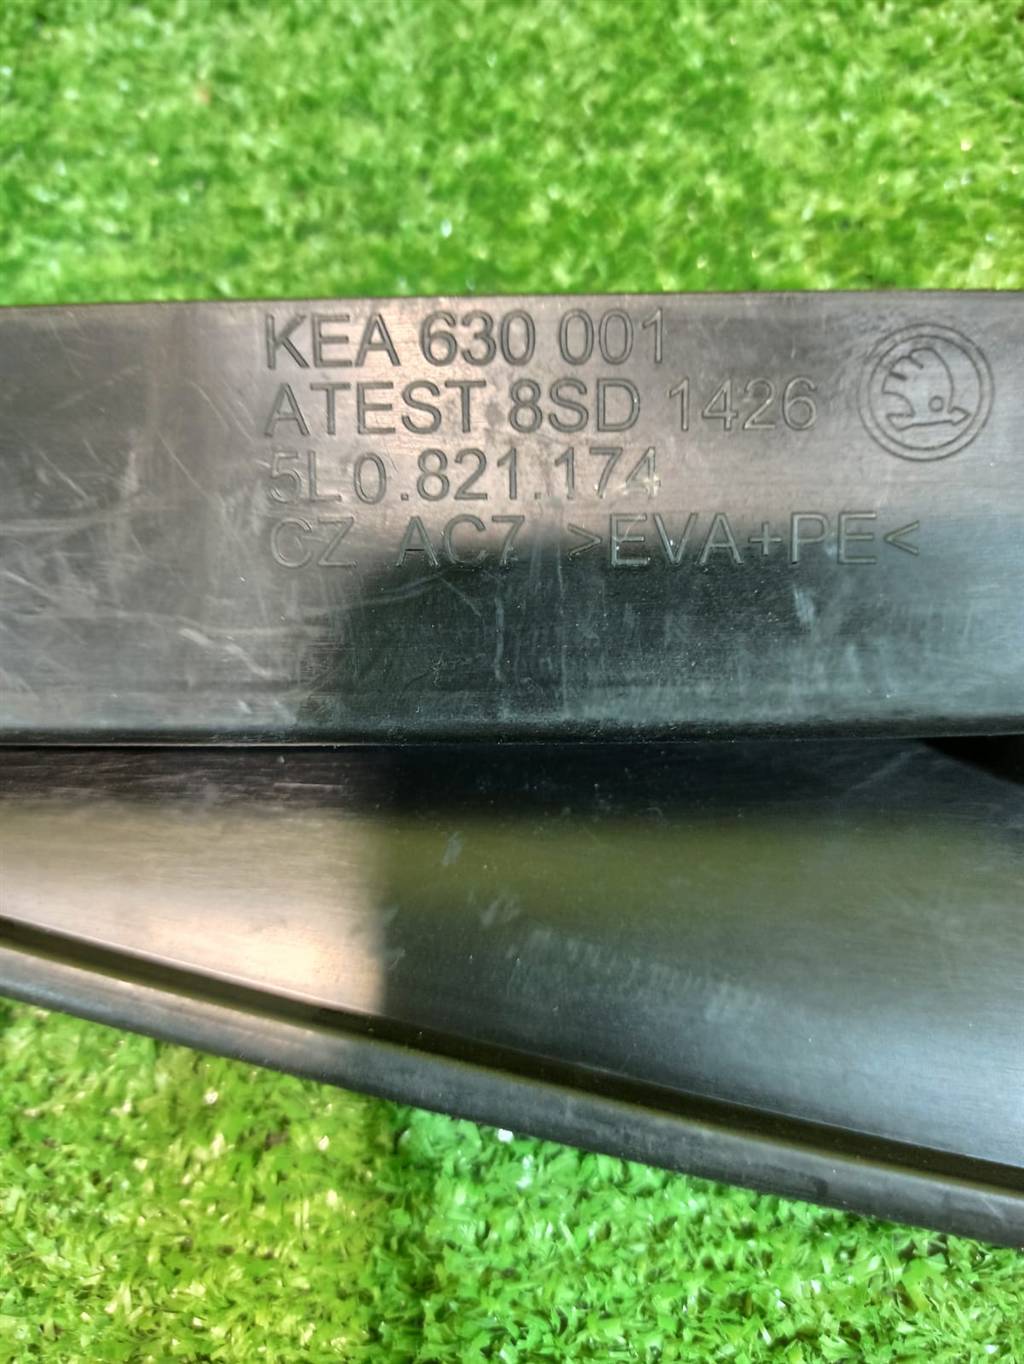 KEA 630 001
ATEST 8SD 1426
5L0.821.174
CZ AC7 >EVA+PE<